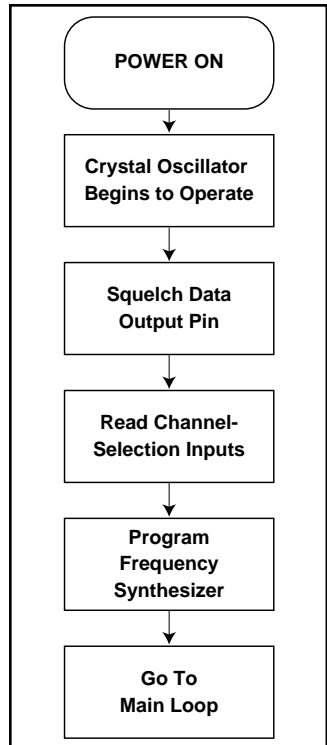 POWER ON
Crystal Oscillator
Begins to Operate
Squelch Data
Output Pin
Read Channel-
Selection Inputs
Program
Frequency
Synthesizer
Go To
Main Loop